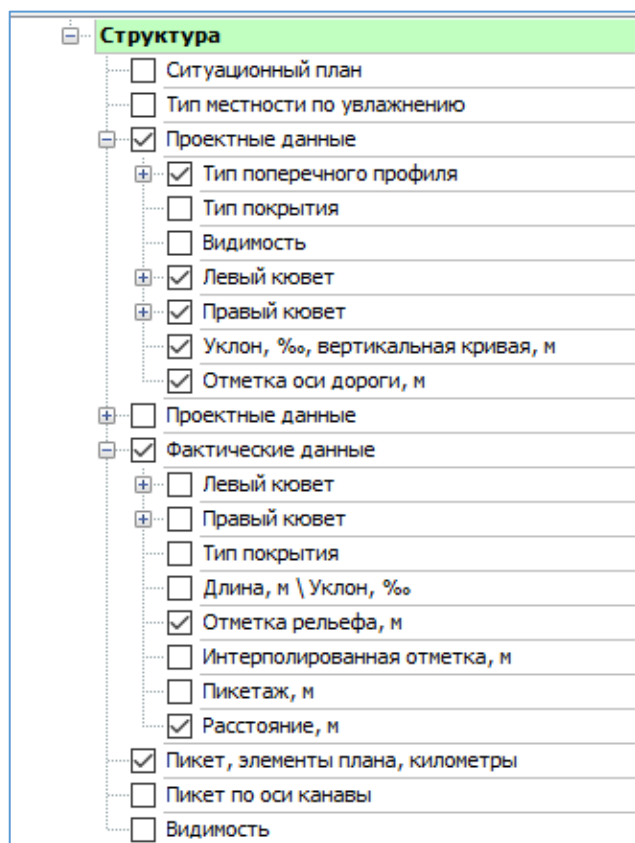 Структура
Ситуационный план
Тип местности по увлажнению
Проектные данные
Тип поперечного профиля
Тип покрытия
Видимость
Левый кювет
Правый кювет
Уклон, ‰, вертикальная кривая, м
Отметка оси дороги, м
Проектные данные
Фактические данные
Левый кювет
Правый кювет
Тип покрытия
Длина, м \ Уклон, ‰
Отметка рельефа, м
Интерполированная отметка, м
Пикетаж, м
Расстояние, м
Пикет, элементы плана, километры
Пикет по оси канавы
Видимость